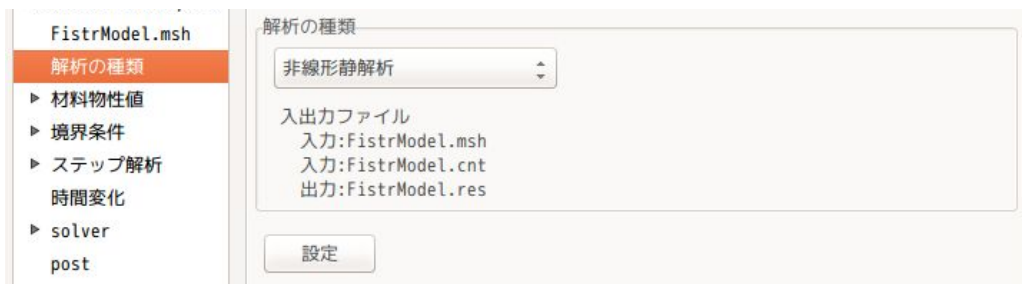 FistrModel.msh
解析の種類
材料物性値
境界条件
ステップ解析
時間変化
solver
post
解析の種類
非線形静解析
入出力ファイル
入力:FistrModel.msh
入力:FistrModel.cnt
出力:FistrModel.res
設定